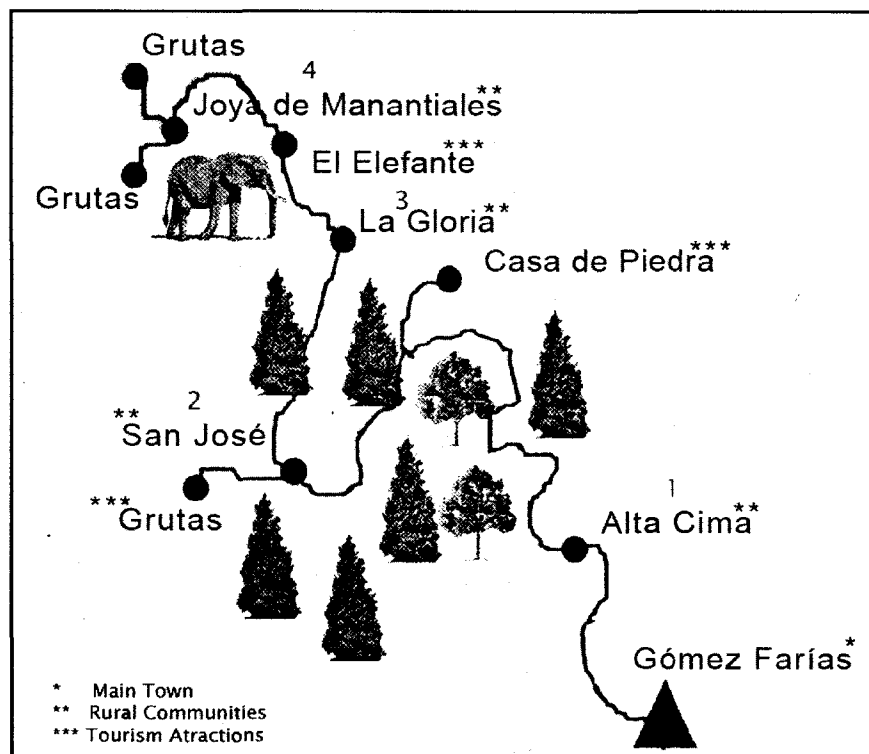 Grutas
4
Joya de Manantiales**
El Elefante***
Grutas
3
La Gloria**
Casa de Piedra***
2
**San José
***Grutas
1
Alta Cima**
Gómez Farías*
* Main Town
** Rural Communities
*** Tourism Atractions